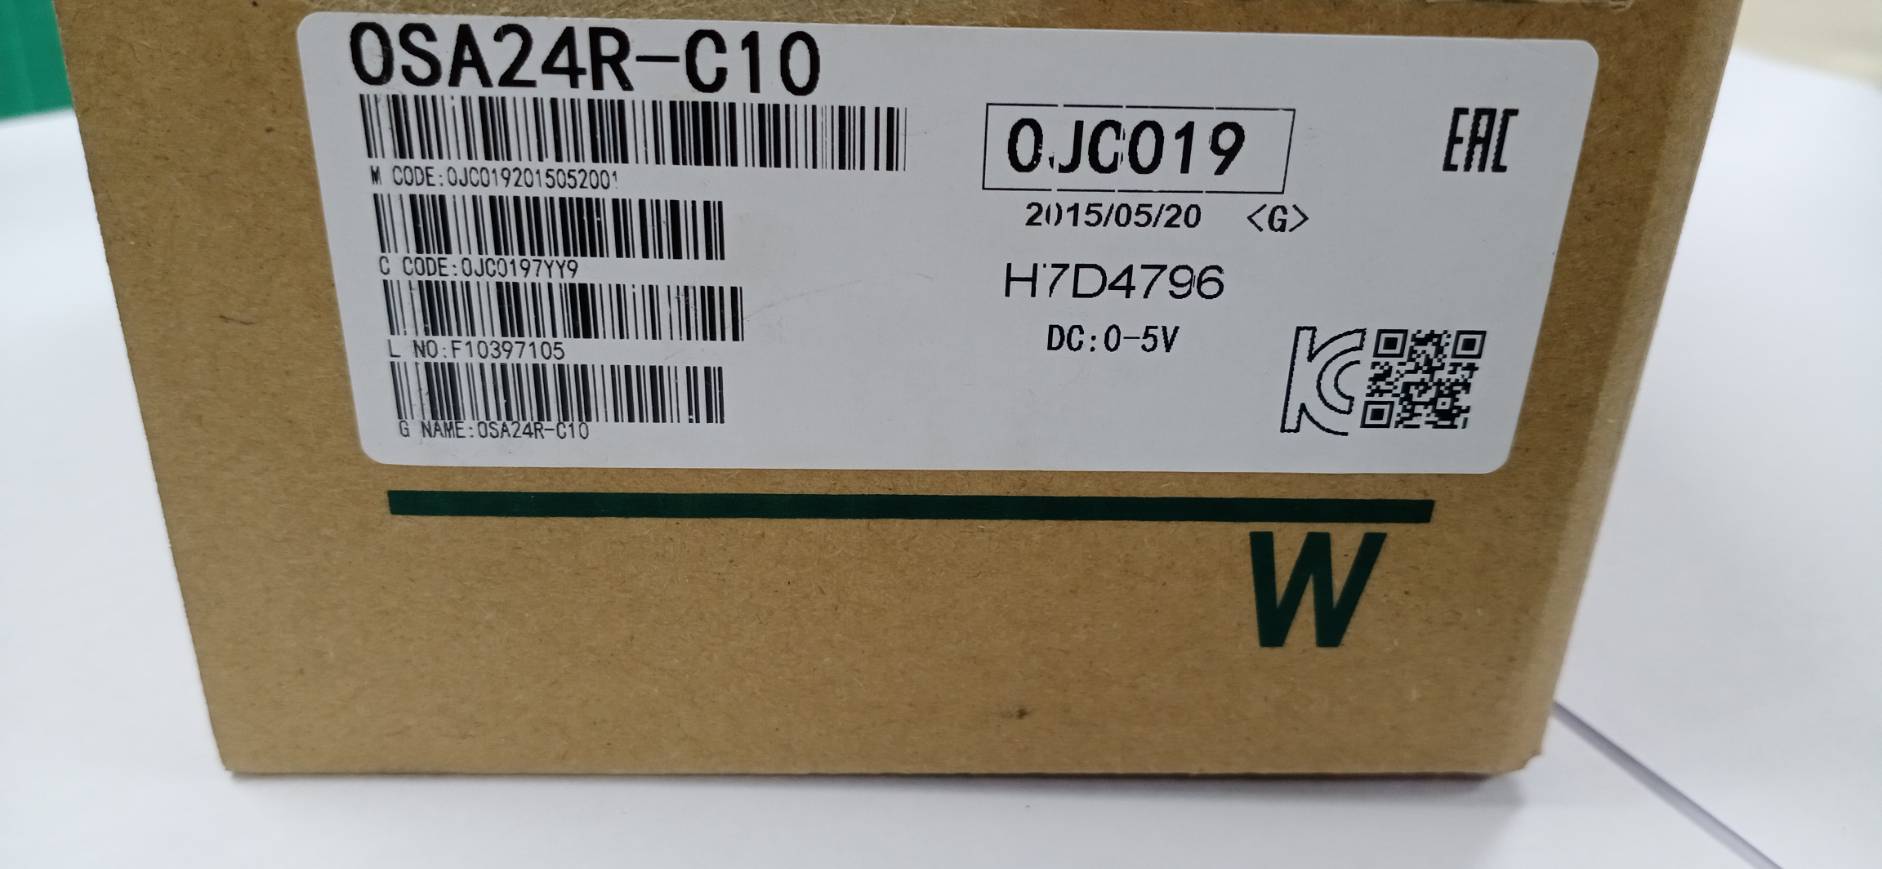 OSA24R-C10
M CODE:0JC0192015052001
C CODE:0JC0197YY9
L NO:F10397105
G NAME:OSA24R-C10
0JC019
2015/05/20 <G>
H7D4796
DC:0-5V
EAC
KC
W